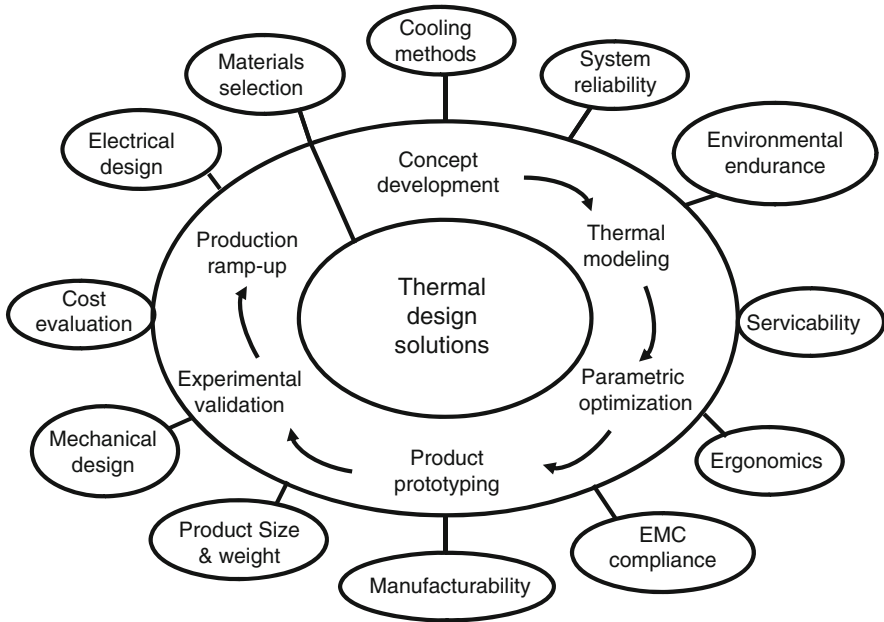 Cooling
methods
Materials
selection
System
reliability
Electrical
design
Environmental
endurance
Concept
development
Production
ramp-up
Thermal
modeling
Thermal
design
solutions
Cost
evaluation
Servicability
Experimental
validation
Parametric
optimization
Mechanical
design
Product
prototyping
Ergonomics
Product Size
& weight
EMC
compliance
Manufacturability